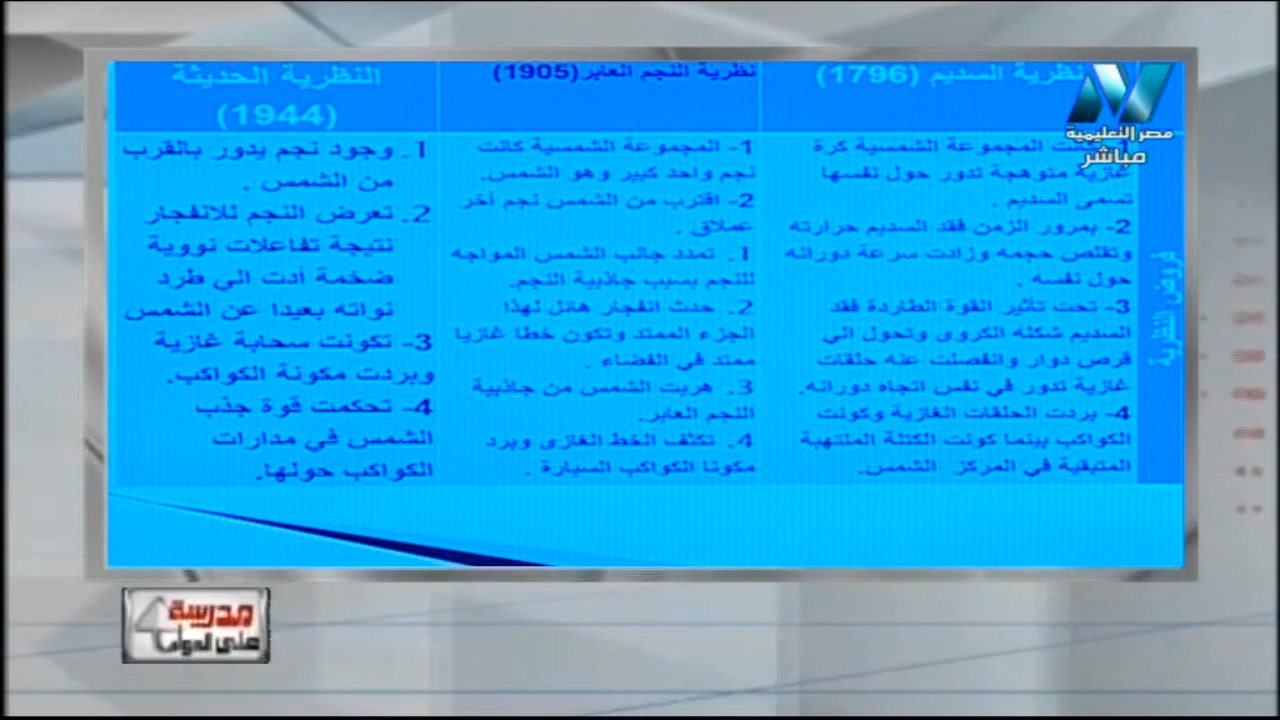 نظرية السديم (1796)
نظرية النجم العابر(1905)
النظرية الحديثة
(1944)
فروض النظرية
1- كانت المجموعة الشمسية كرة
غازية متوهجة تدور حول نفسها
تسمى السديم .
2- بمرور الزمن فقد السديم حرارته
وتقلص حجمه وزادت سرعة دورانه
حول نفسه .
3- تحت تأثير القوة الطاردة فقد
السديم شكله الكروى وتحول الي
قرص دوار وانفصلت عنه حلقات
غازية تدور في نفس اتجاه دورانه.
4- بردت الحلقات الغازية وكونت
الكواكب بينما كونت الكتلة الملتهبة
المتبقية في المركز الشمس.
1- المجموعة الشمسية كانت
نجم واحد كبير وهو الشمس.
2- اقترب من الشمس نجم أخر
عملاق .
1. تمدد جانب الشمس المواجه
للنجم بسبب جاذبية النجم.
2. حدث انفجار هائل لهذا
الجزء الممتد وتكون خطا غازيا
ممتد في الفضاء .
3. هربت الشمس من جاذبية
النجم العابر.
4. تكثف الخط الغازى وبرد
مكونا الكواكب السيارة .
1. وجود نجم يدور بالقرب
من الشمس .
2. تعرض النجم للانفجار
نتيجة تفاعلات نووية
ضخمة أدت الي طرد
نواته بعيدا عن الشمس
3- تكونت سحابة غازية
وبردت مكونة الكواكب.
4- تحكمت قوة جذب
الشمس في مدارات
الكواكب حولها.
مصر التعليمية
مباشر
مدرسة
على الهواء